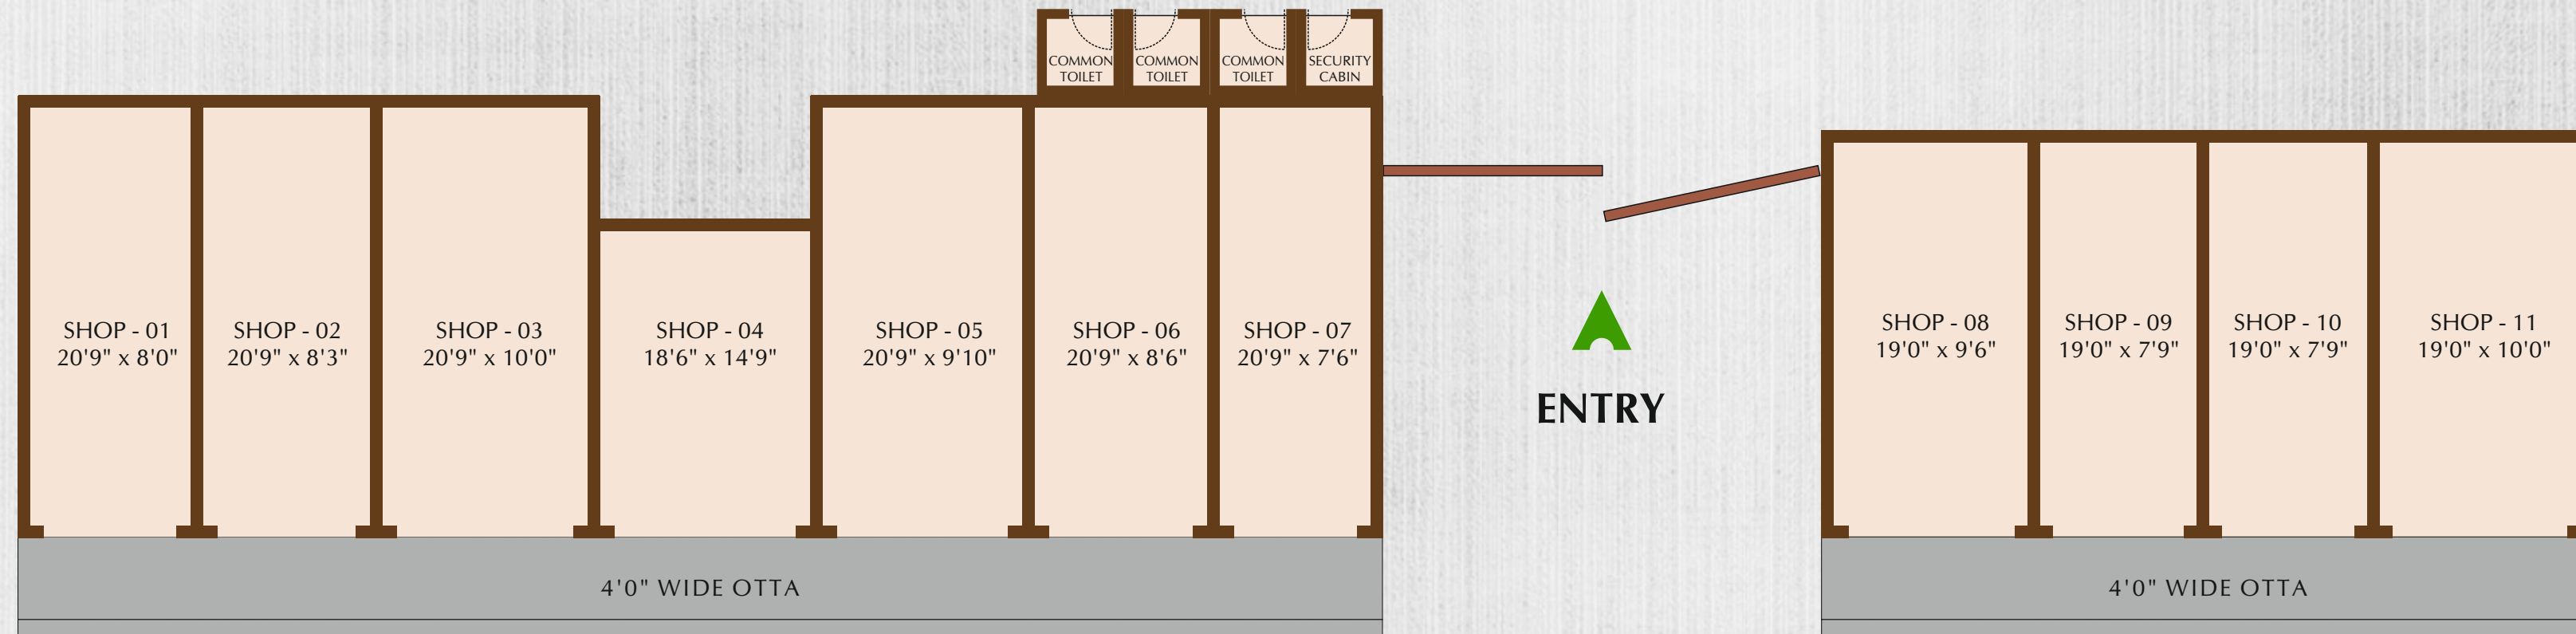 COMMON
TOILET
COMMON
TOILET
COMMON
TOILET
SECURITY
CABIN
SHOP - 01
20'9" x 8'0"
SHOP - 02
20'9" x 8'3"
SHOP - 03
20'9" x 10'0"
SHOP - 04
18'6" x 14'9"
SHOP - 05
20'9" x 9'10"
SHOP - 06
20'9" x 8'6"
SHOP - 07
20'9" x 7'6"
ENTRY
SHOP - 08
19'0" x 9'6"
SHOP - 09
19'0" x 7'9"
SHOP - 10
19'0" x 7'9"
SHOP - 11
19'0" x 10'0"
4'0" WIDE OTTA
4'0" WIDE OTTA